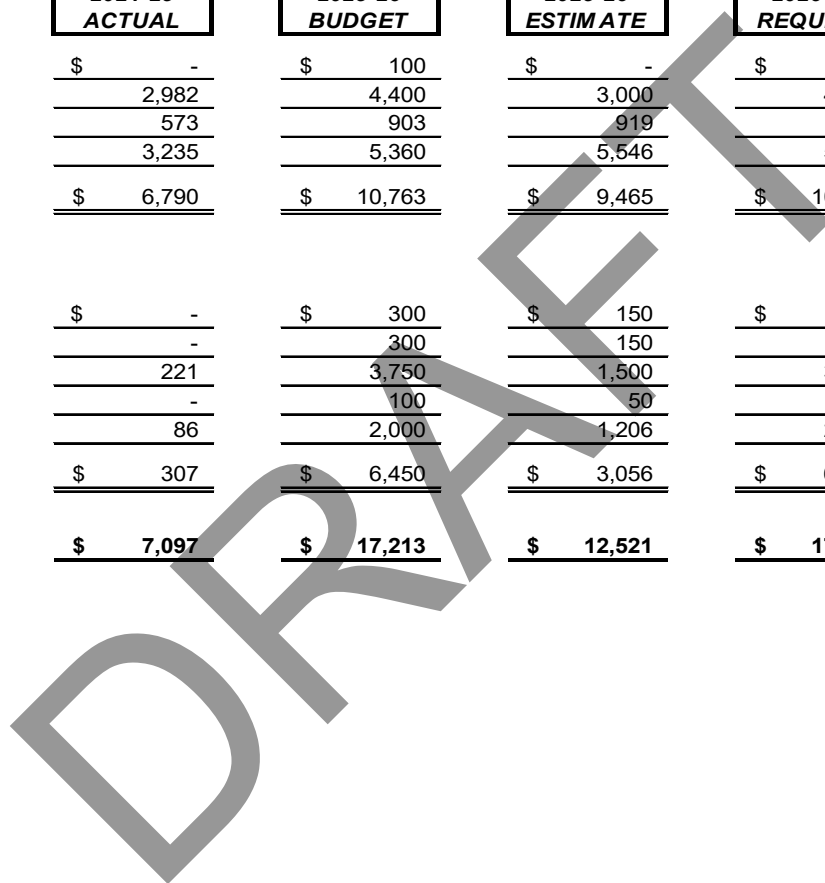 ACTUAL BUDGET ESTIMATE
$ - $ 100 $ - $
2,982 4,400 3,000
573 903 919
3,235 5,360 5,546
$ 6,790 $ 10,763 $ 9,465 $
$ - $ 300 $ 150 $
- 300 150
221 3,750 1,500
- 100 50
86 2,000 1,206
$ 307 $ 6,450 $ 3,056 $
$ 7,097 $ 17,213 $ 12,521 $
DRAFT